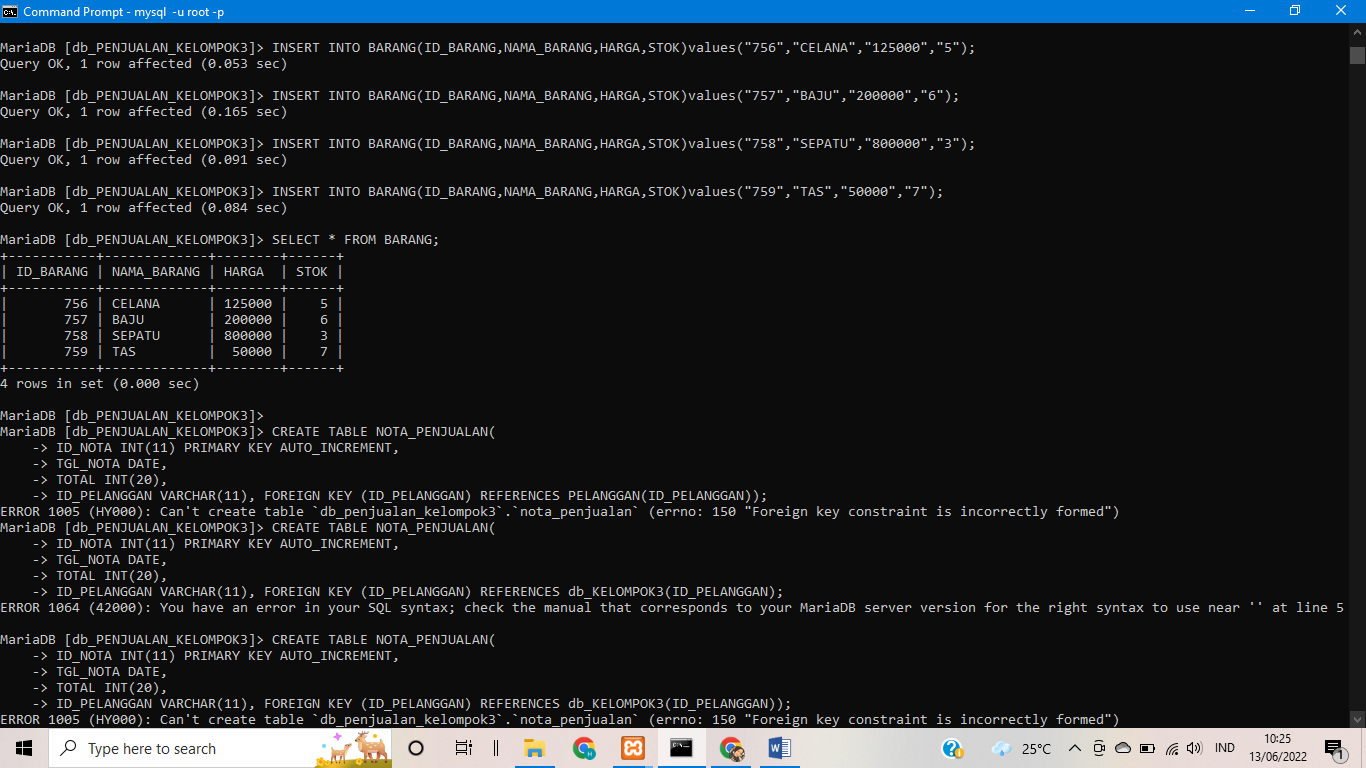 Command Prompt - mysql -u root -p
MariaDB [db_PENJUALAN_KELOMPOK3]> INSERT INTO BARANG(ID_BARANG,NAMA_BARANG,HARGA,STOK)values("756","CELANA","125000","5");
Query OK, 1 row affected (0.053 sec)
MariaDB [db_PENJUALAN_KELOMPOK3]> INSERT INTO BARANG(ID_BARANG,NAMA_BARANG,HARGA,STOK)values("757","BAJU","200000","6");
Query OK, 1 row affected (0.165 sec)
MariaDB [db_PENJUALAN_KELOMPOK3]> INSERT INTO BARANG(ID_BARANG,NAMA_BARANG,HARGA,STOK)values("758","SEPATU","800000","3");
Query OK, 1 row affected (0.091 sec)
MariaDB [db_PENJUALAN_KELOMPOK3]> INSERT INTO BARANG(ID_BARANG,NAMA_BARANG,HARGA,STOK)values("759","TAS","50000","7");
Query OK, 1 row affected (0.084 sec)
MariaDB [db_PENJUALAN_KELOMPOK3]> SELECT * FROM BARANG;
+-----------+-------------+--------+------+
| ID_BARANG | NAMA_BARANG | HARGA  | STOK |
+-----------+-------------+--------+------+
|       756 | CELANA      | 125000 |    5 |
|       757 | BAJU        | 200000 |    6 |
|       758 | SEPATU      | 800000 |    3 |
|       759 | TAS         |  50000 |    7 |
+-----------+-------------+--------+------+
4 rows in set (0.000 sec)
MariaDB [db_PENJUALAN_KELOMPOK3]>
MariaDB [db_PENJUALAN_KELOMPOK3]> CREATE TABLE NOTA_PENJUALAN(
    -> ID_NOTA INT(11) PRIMARY KEY AUTO_INCREMENT,
    -> TGL_NOTA DATE,
    -> TOTAL INT(20),
    -> ID_PELANGGAN VARCHAR(11), FOREIGN KEY (ID_PELANGGAN) REFERENCES PELANGGAN(ID_PELANGGAN));
ERROR 1005 (HY000): Can't create table `db_penjualan_kelompok3`.`nota_penjualan` (errno: 150 "Foreign key constraint is incorrectly formed")
MariaDB [db_PENJUALAN_KELOMPOK3]> CREATE TABLE NOTA_PENJUALAN(
    -> ID_NOTA INT(11) PRIMARY KEY AUTO_INCREMENT,
    -> TGL_NOTA DATE,
    -> TOTAL INT(20),
    -> ID_PELANGGAN VARCHAR(11), FOREIGN KEY (ID_PELANGGAN) REFERENCES db_KELOMPOK3(ID_PELANGGAN);
ERROR 1064 (42000): You have an error in your SQL syntax; check the manual that corresponds to your MariaDB server version for the right syntax to use near '' at line 5
MariaDB [db_PENJUALAN_KELOMPOK3]> CREATE TABLE NOTA_PENJUALAN(
    -> ID_NOTA INT(11) PRIMARY KEY AUTO_INCREMENT,
    -> TGL_NOTA DATE,
    -> TOTAL INT(20),
    -> ID_PELANGGAN VARCHAR(11), FOREIGN KEY (ID_PELANGGAN) REFERENCES db_KELOMPOK3(ID_PELANGGAN));
ERROR 1005 (HY000): Can't create table `db_penjualan_kelompok3`.`nota_penjualan` (errno: 150 "Foreign key constraint is incorrectly formed")
Type here to search
25°C
IND
10:25
13/06/2022
1